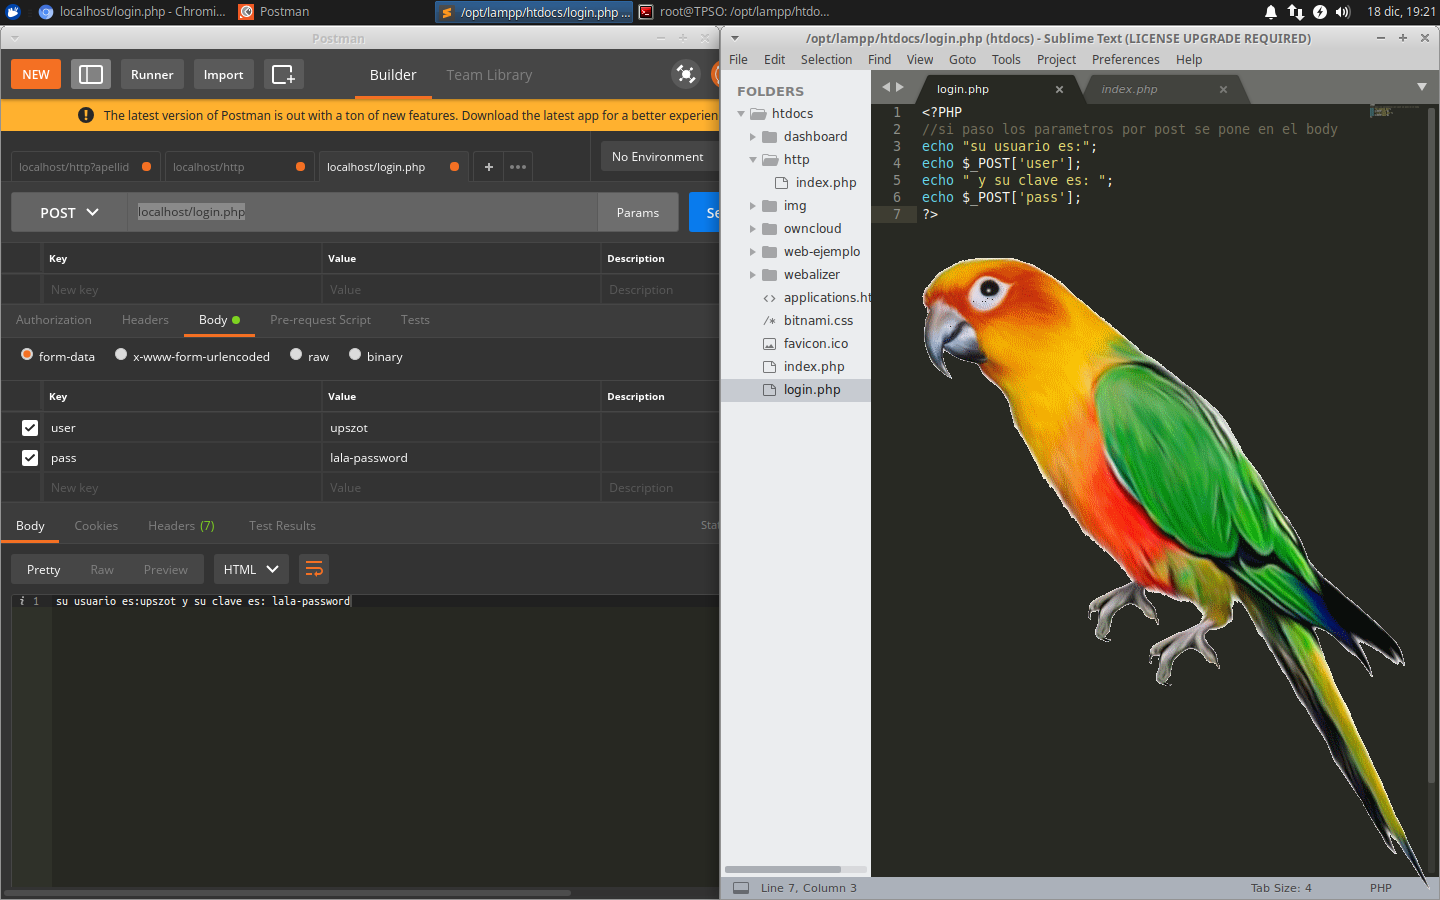 localhost/login.php - Chromi...
Postman
/opt/lampp/htdocs/login.php ...
root@TPSO: /opt/lampp/htdo...
18 dic, 19:21
Postman
NEW
Runner
Import
Builder
Team Library
The latest version of Postman is out with a ton of new features. Download the latest app for a better experien
localhost/http?apellid
localhost/http
localhost/login.php
No Environment
POST
localhost/login.php
Params
Se
Key Value Description
New key Value Description
Authorization Headers Body Pre-request Script Tests
form-data x-www-form-urlencoded raw binary
Key Value Description
user upszot
pass lala-password
New key Value Description
Body Cookies Headers (7) Test Results Stat
Pretty Raw Preview HTML
i 1 su usuario es:upszot y su clave es: lala-password
/opt/lampp/htdocs/login.php (htdocs) - Sublime Text (LICENSE UPGRADE REQUIRED)
File Edit Selection Find View Goto Tools Project Preferences Help
FOLDERS
htdocs
dashboard
http
index.php
img
owncloud
web-ejemplo
webalizer
<> applications.ht
/* bitnami.css
favicon.ico
index.php
login.php
login.php
index.php
1 <?PHP
2 //si paso los parametros por post se pone en el body
3 echo "su usuario es:";
4 echo $_POST['user'];
5 echo " y su clave es: ";
6 echo $_POST['pass'];
7 ?>
Line 7, Column 3
Tab Size: 4
PHP